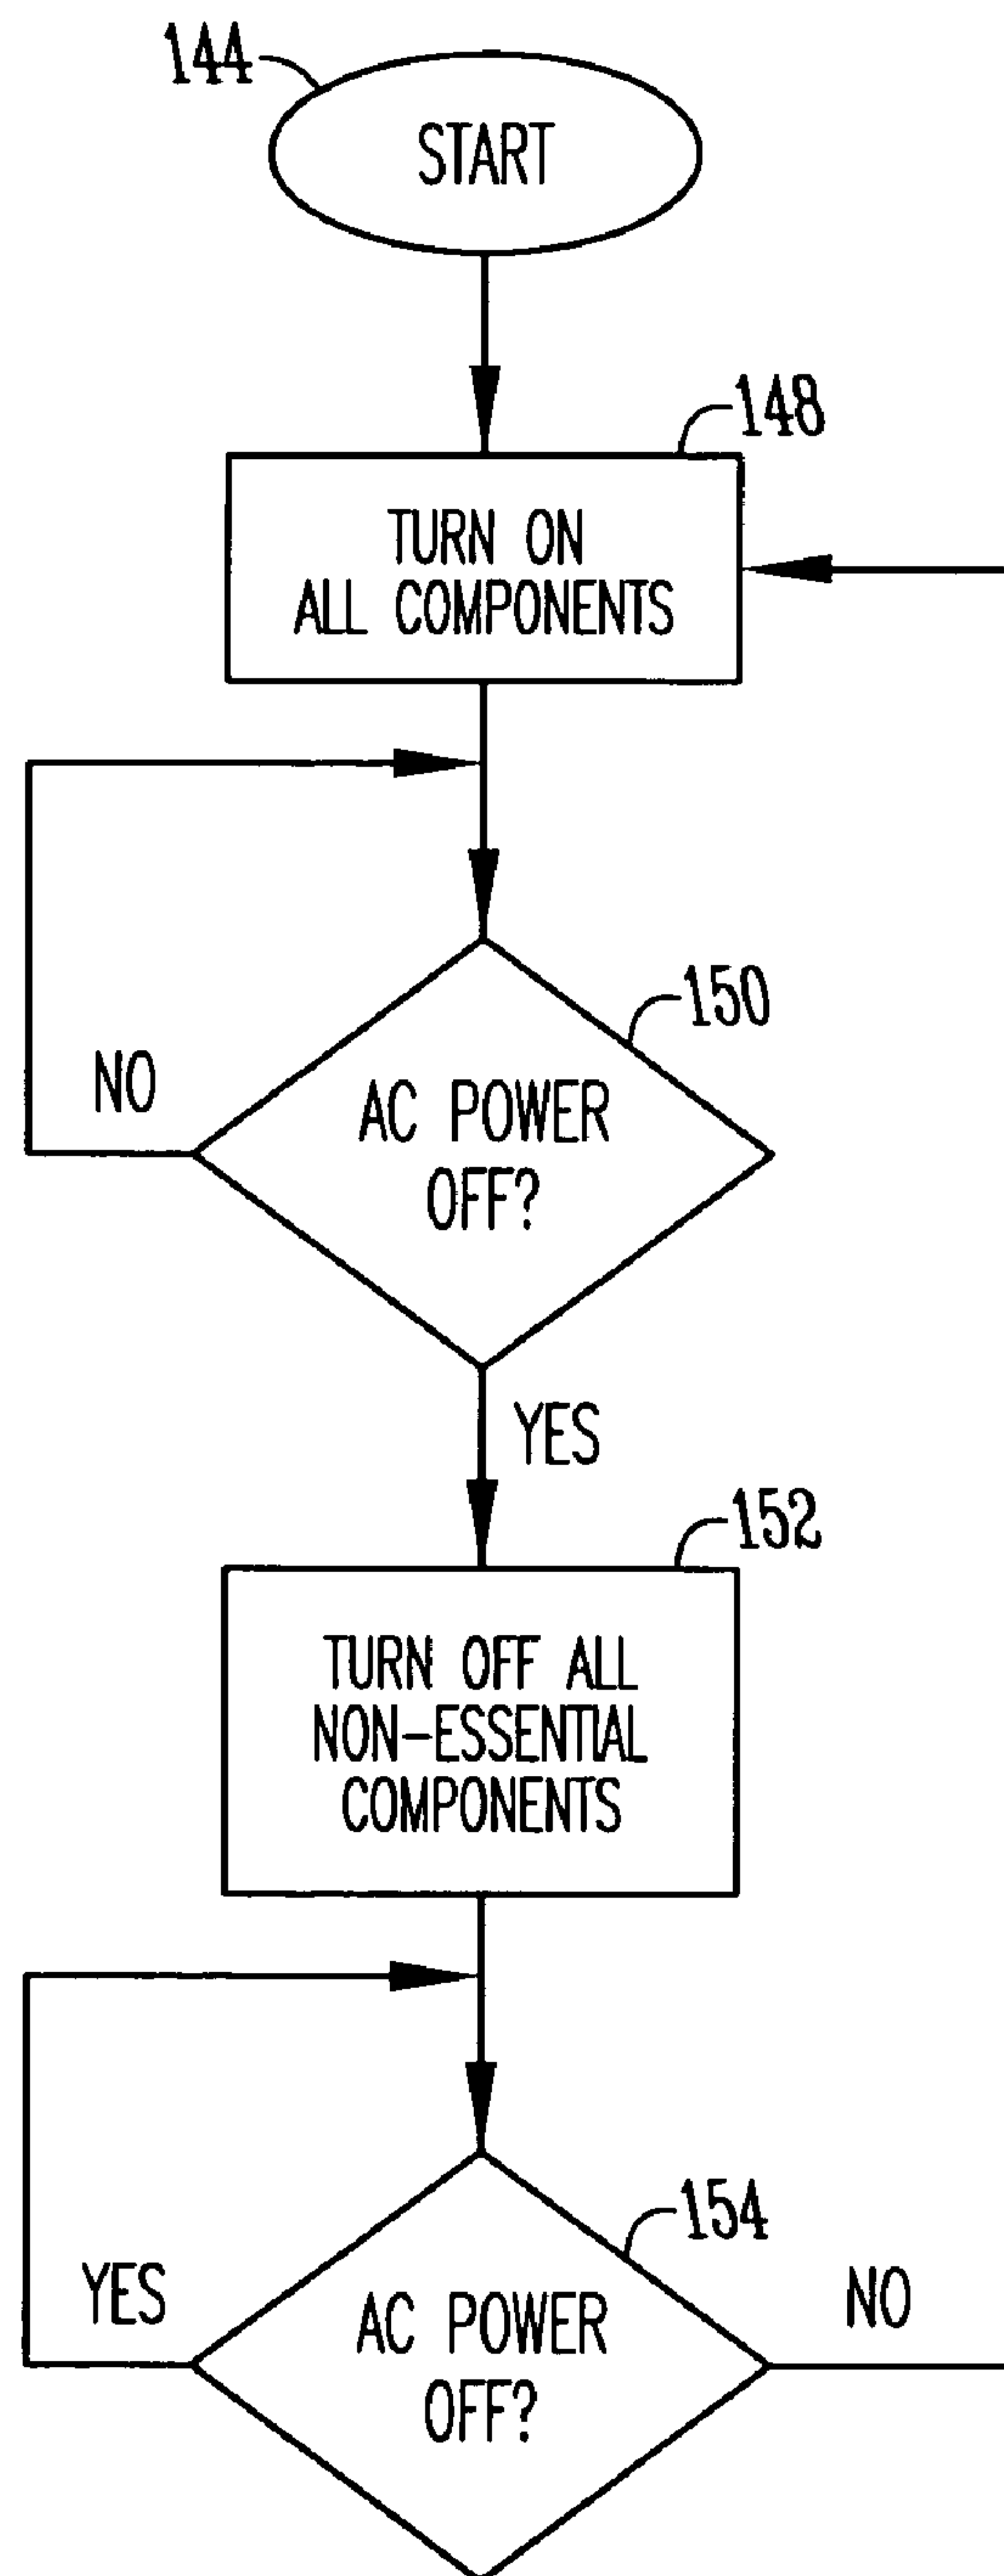 144
START
148
TURN ON
ALL COMPONENTS
150
NO
AC POWER
OFF?
YES
152
TURN OFF ALL
NON-ESSENTIAL
COMPONENTS
154
YES
AC POWER
OFF?
NO